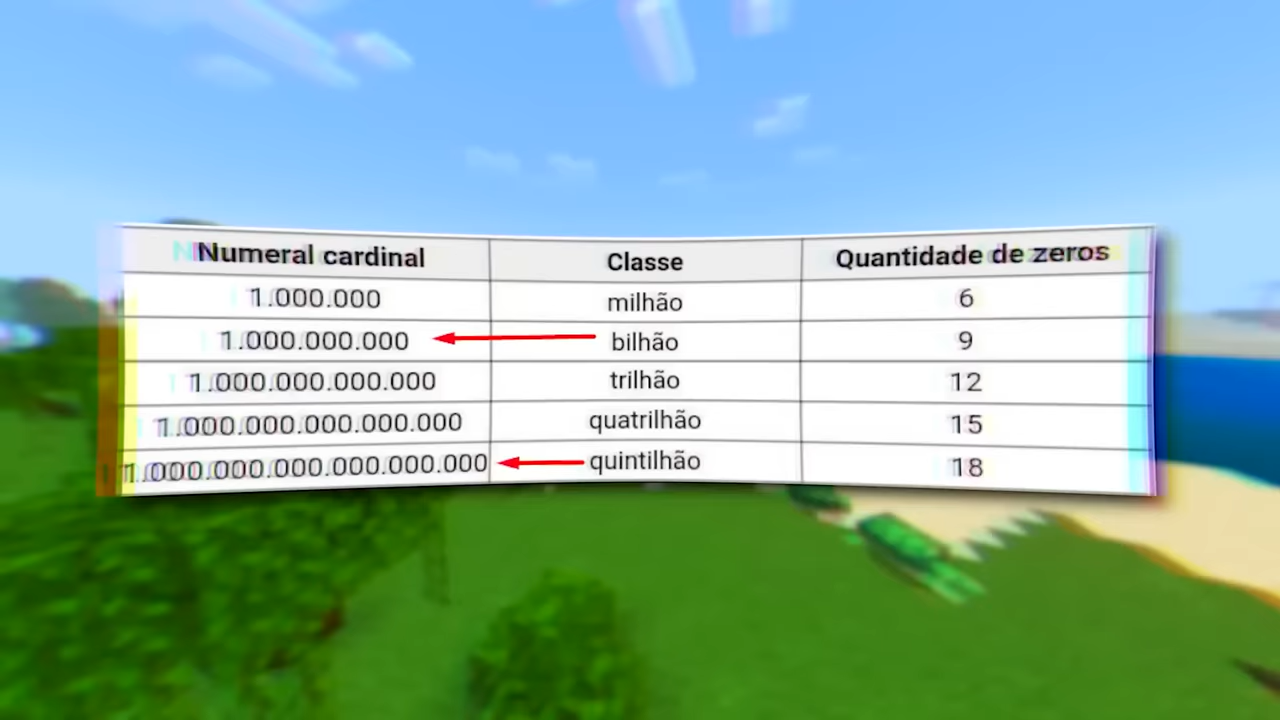 Numeral cardinal Classe Quantidade de zeros
1.000.000 milhão 6
1.000.000.000 bilhão 9
1.000.000.000.000 trilhão 12
1.000.000.000.000.000 quatrilhão 15
1.000.000.000.000.000.000 quintilhão 18